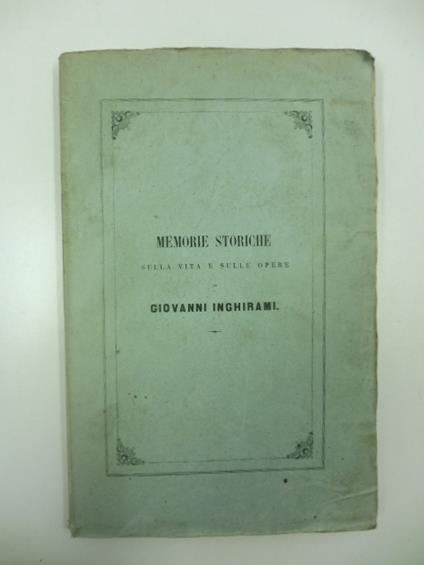 MEMORIE STORICHE
SULLA VITA E SULLE OPERE
GIOVANNI INGHIRAMI.